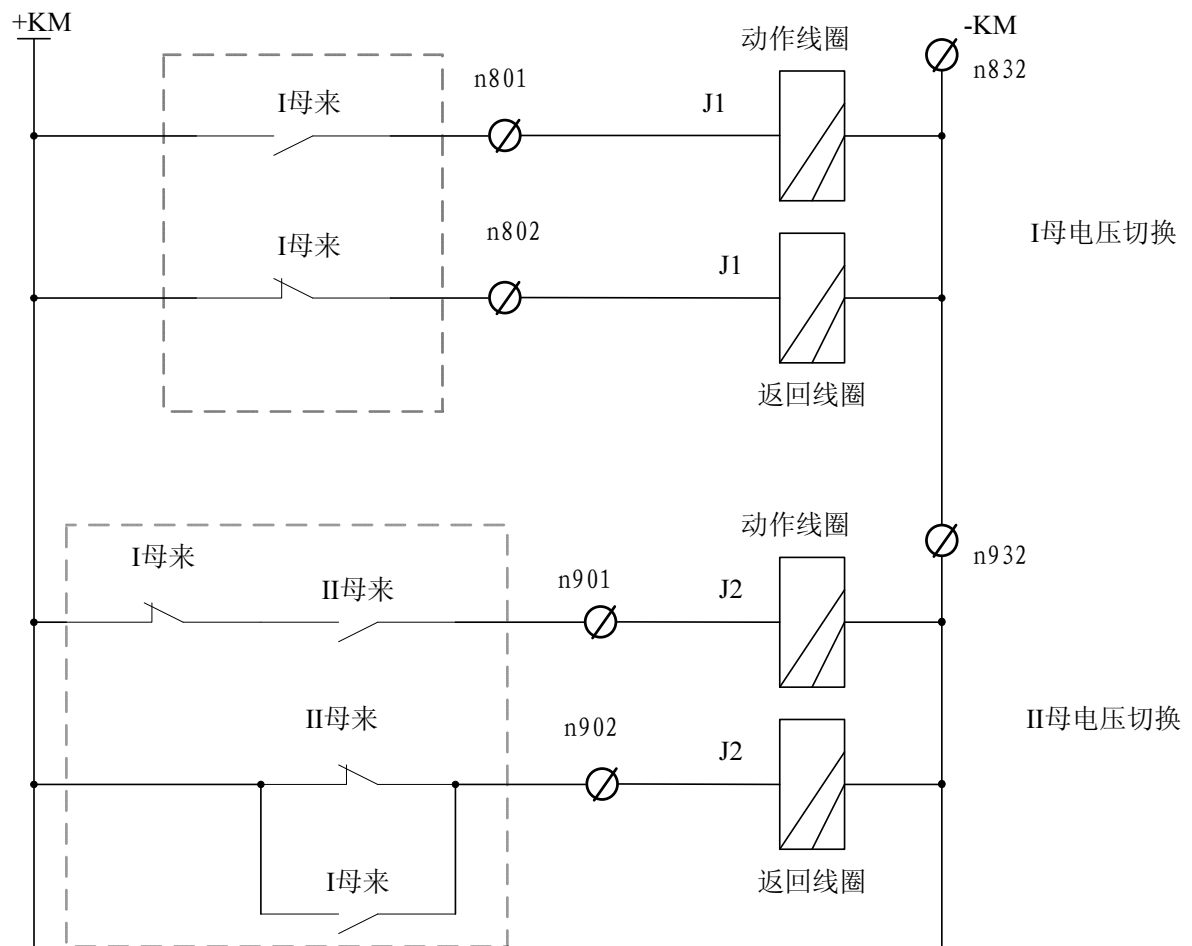 +KM
-KM
动作线圈
n832
n801
I母来
J1
n802
I母来
J1
I母电压切换
返回线圈
动作线圈
n932
I母来
II母来
n901
J2
II母来
n902
J2
II母电压切换
I母来
返回线圈